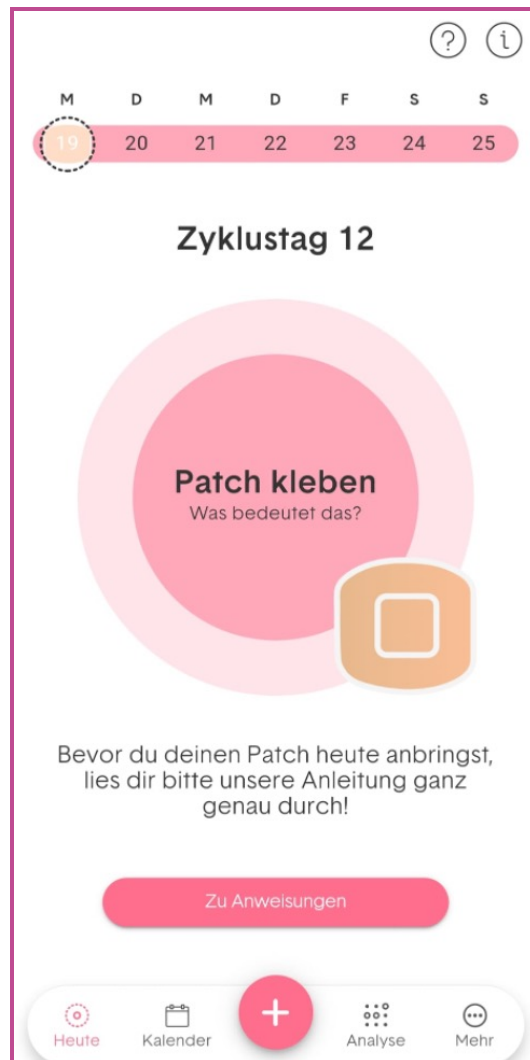 ? i
M D M D F S S
19 20 21 22 23 24 25
Zyklustag 12
Patch kleben
Was bedeutet das?
Bevor du deinen Patch heute anbringst,
lies dir bitte unsere Anleitung ganz
genau durch!
Zu Anweisungen
Heute Kalender + Analyse Mehr